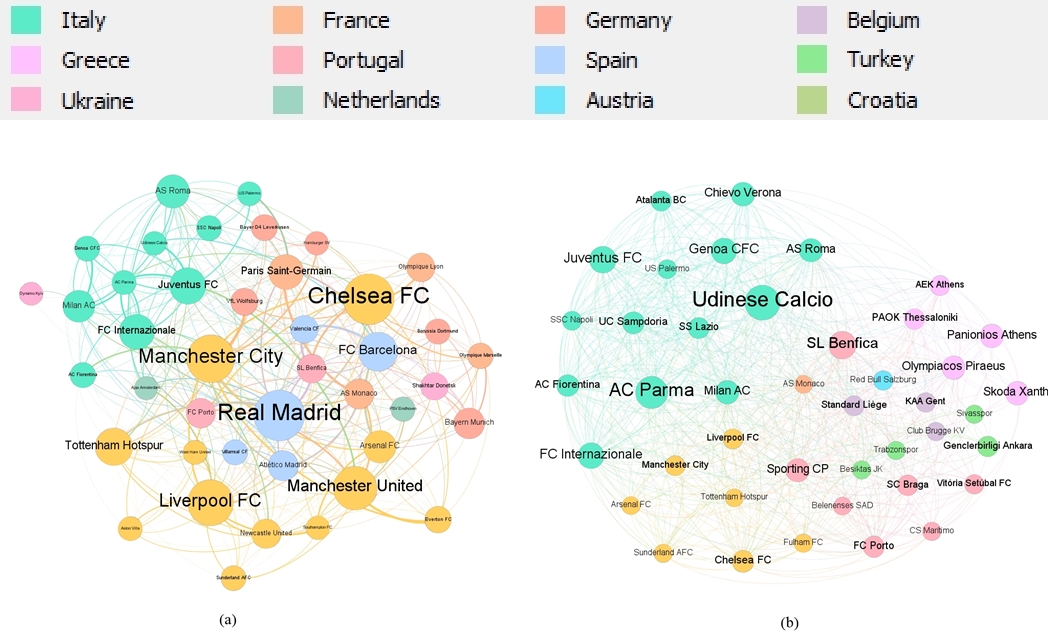 Italy France Germany Belgium
Greece Portugal Spain Turkey
Ukraine Netherlands Austria Croatia
AS Roma
US Palermo
SSC Napoli
Bayer 04 Leverkusen
Genoa CFC
Udinese Calcio
Hamburger SV
Paris Saint-Germain
Olympique Lyon
AC Parma
Juventus FC
Dynamo Kyiv
Milan AC
VfL Wolfsburg
Chelsea FC
FC Internazionale
Valencia CF
Borussia Dortmund
Manchester City
FC Barcelona
Olympique Marseille
SL Benfica
AC Fiorentina
Ajax Amsterdam
AS Monaco
Shakhtar Donetsk
FC Porto
Real Madrid
PSV Eindhoven
Bayern Munich
Tottenham Hotspur
West Ham United
Villarreal CF
Arsenal FC
Atlético Madrid
Manchester United
Liverpool FC
Aston Villa
Newcastle United
Southampton FC
Everton FC
Sunderland AFC
(a)
Atalanta BC
Chievo Verona
Juventus FC
Genoa CFC
AS Roma
US Palermo
AEK Athens
Udinese Calcio
SSC Napoli
UC Sampdoria
SS Lazio
PAOK Thessaloniki
Panionios Athens
SL Benfica
Olympiacos Piraeus
AC Fiorentina
AC Parma
Milan AC
AS Monaco
Red Bull Salzburg
Skoda Xanth
Standard Liège
KAA Gent
Sivasspor
Club Brugge KV
Liverpool FC
Genclerbirligi Ankara
FC Internazionale
Trabzonspor
Manchester City
Sporting CP
Besiktas JK
SC Braga
Vitória Setúbal FC
Arsenal FC
Tottenham Hotspur
Belenenses SAD
CS Marítimo
Sunderland AFC
Fulham FC
FC Porto
Chelsea FC
(b)